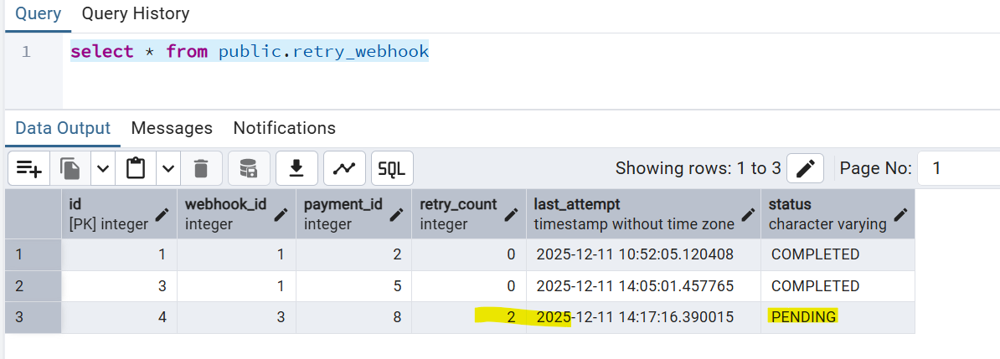 Query Query History
1 select * from public.retry_webhook
Data Output Messages Notifications
SQL Showing rows: 1 to 3 Page No: 1
id webhook_id payment_id retry_count last_attempt status
[PK] integer integer integer integer timestamp without time zone character varying
1 1 1 2 0 2025-12-11 10:52:05.120408 COMPLETED
2 3 1 5 0 2025-12-11 14:05:01.457765 COMPLETED
3 4 3 8 2 2025-12-11 14:17:16.390015 PENDING